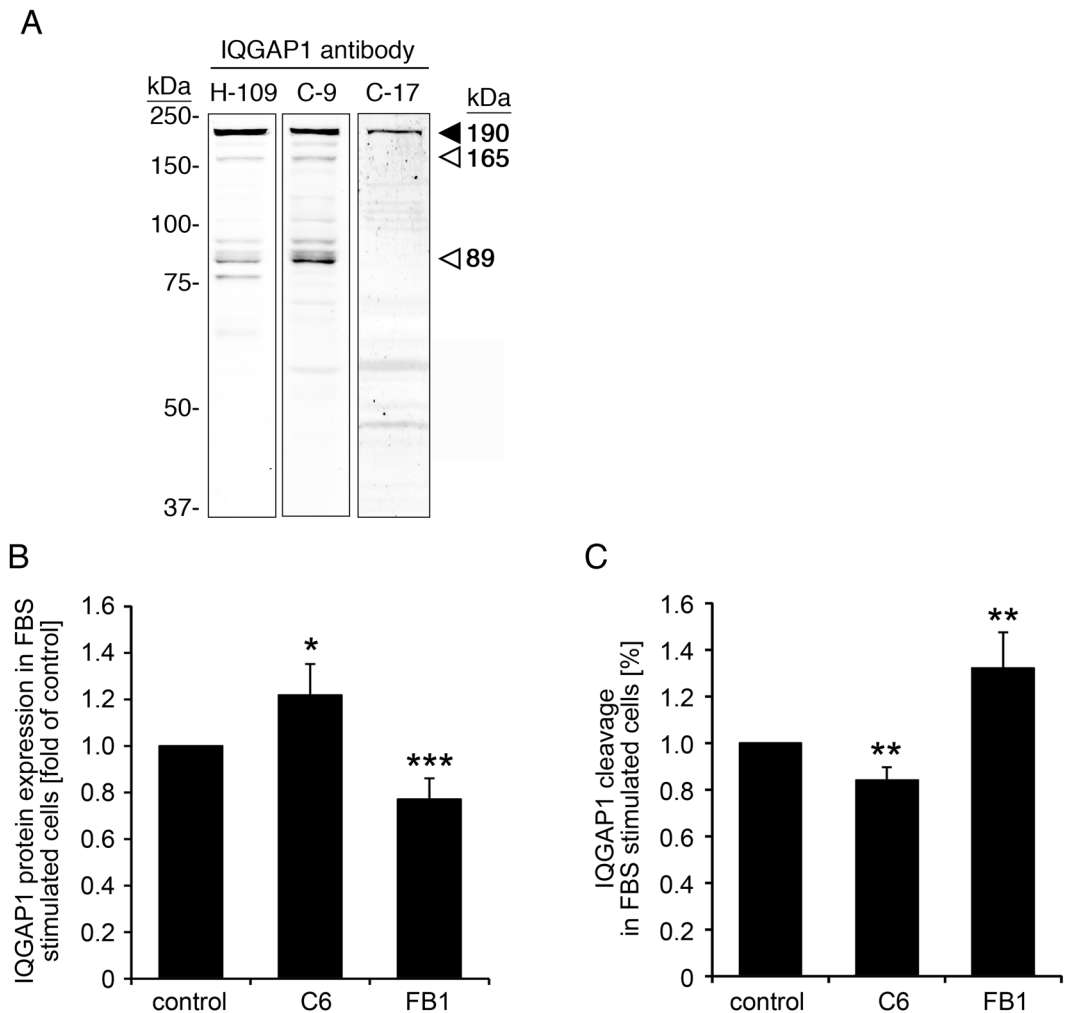 A
IQGAP1 antibody
kDa H-109 C-9 C-17 kDa
250-
190
165
150-
100-
89
75-
50-
37-
B
IQGAP1 protein expression in FBS
stimulated cells [fold of control]
1.6
1.4
1.2
1.0
0.8
0.6
0.4
0.2
0
*
***
control C6 FB1
C
IQGAP1 cleavage
in FBS stimulated cells [%]
1.6
1.4
1.2
1.0
0.8
0.6
0.4
0.2
0
**
**
control C6 FB1